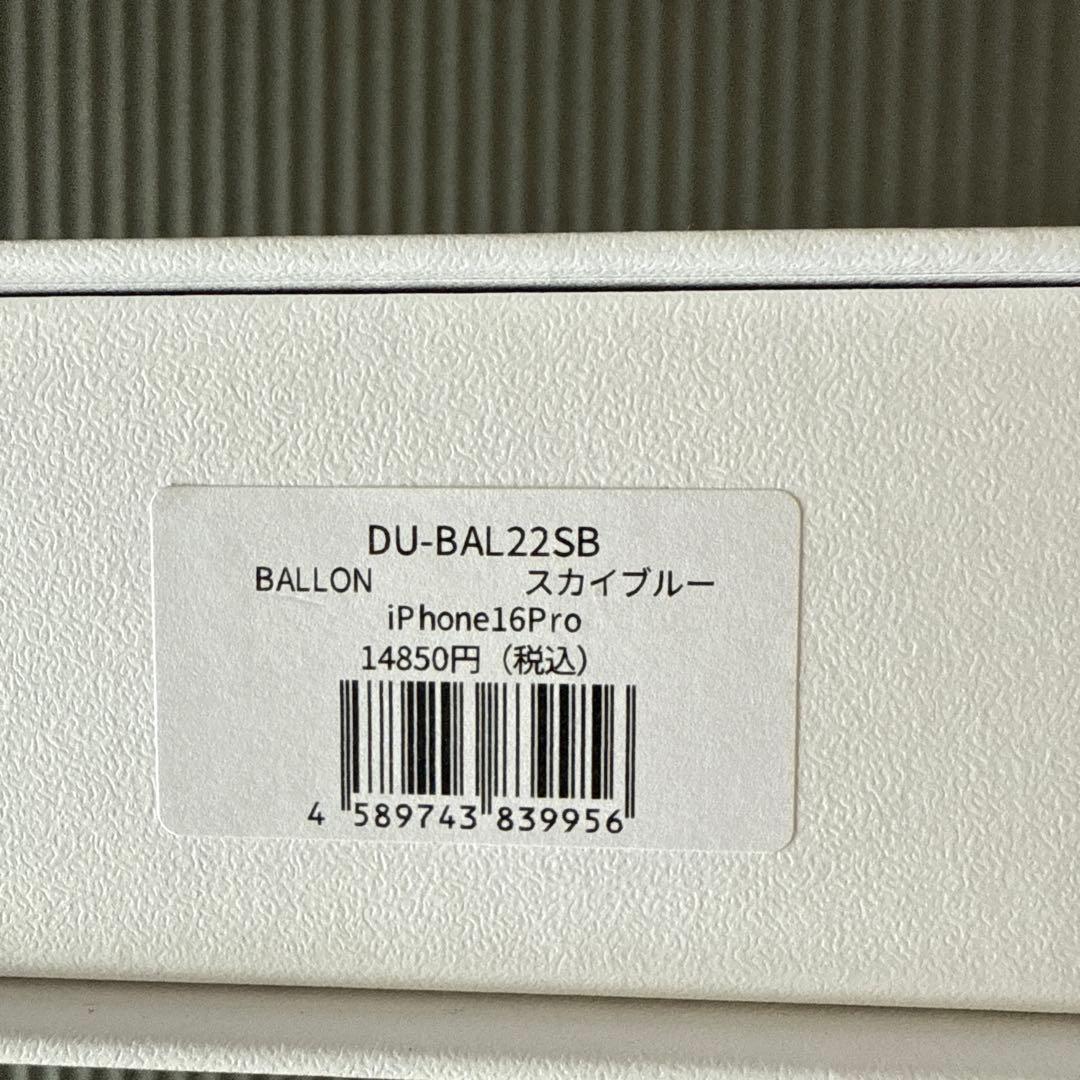 DU-BAL22SB
BALLON スカイブルー
iPhone16Pro
14850円（税込）
4 589743 839956